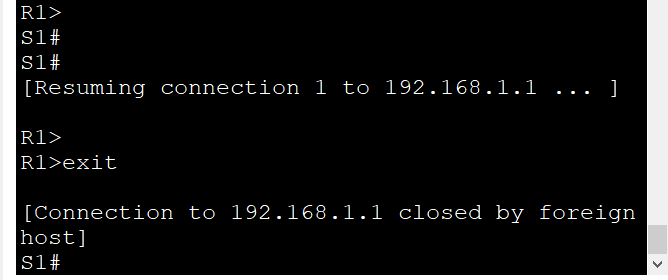 R1>
S1#
S1#
[Resuming connection 1 to 192.168.1.1 ... ]
R1>
R1>exit
[Connection to 192.168.1.1 closed by foreign
host]
S1#